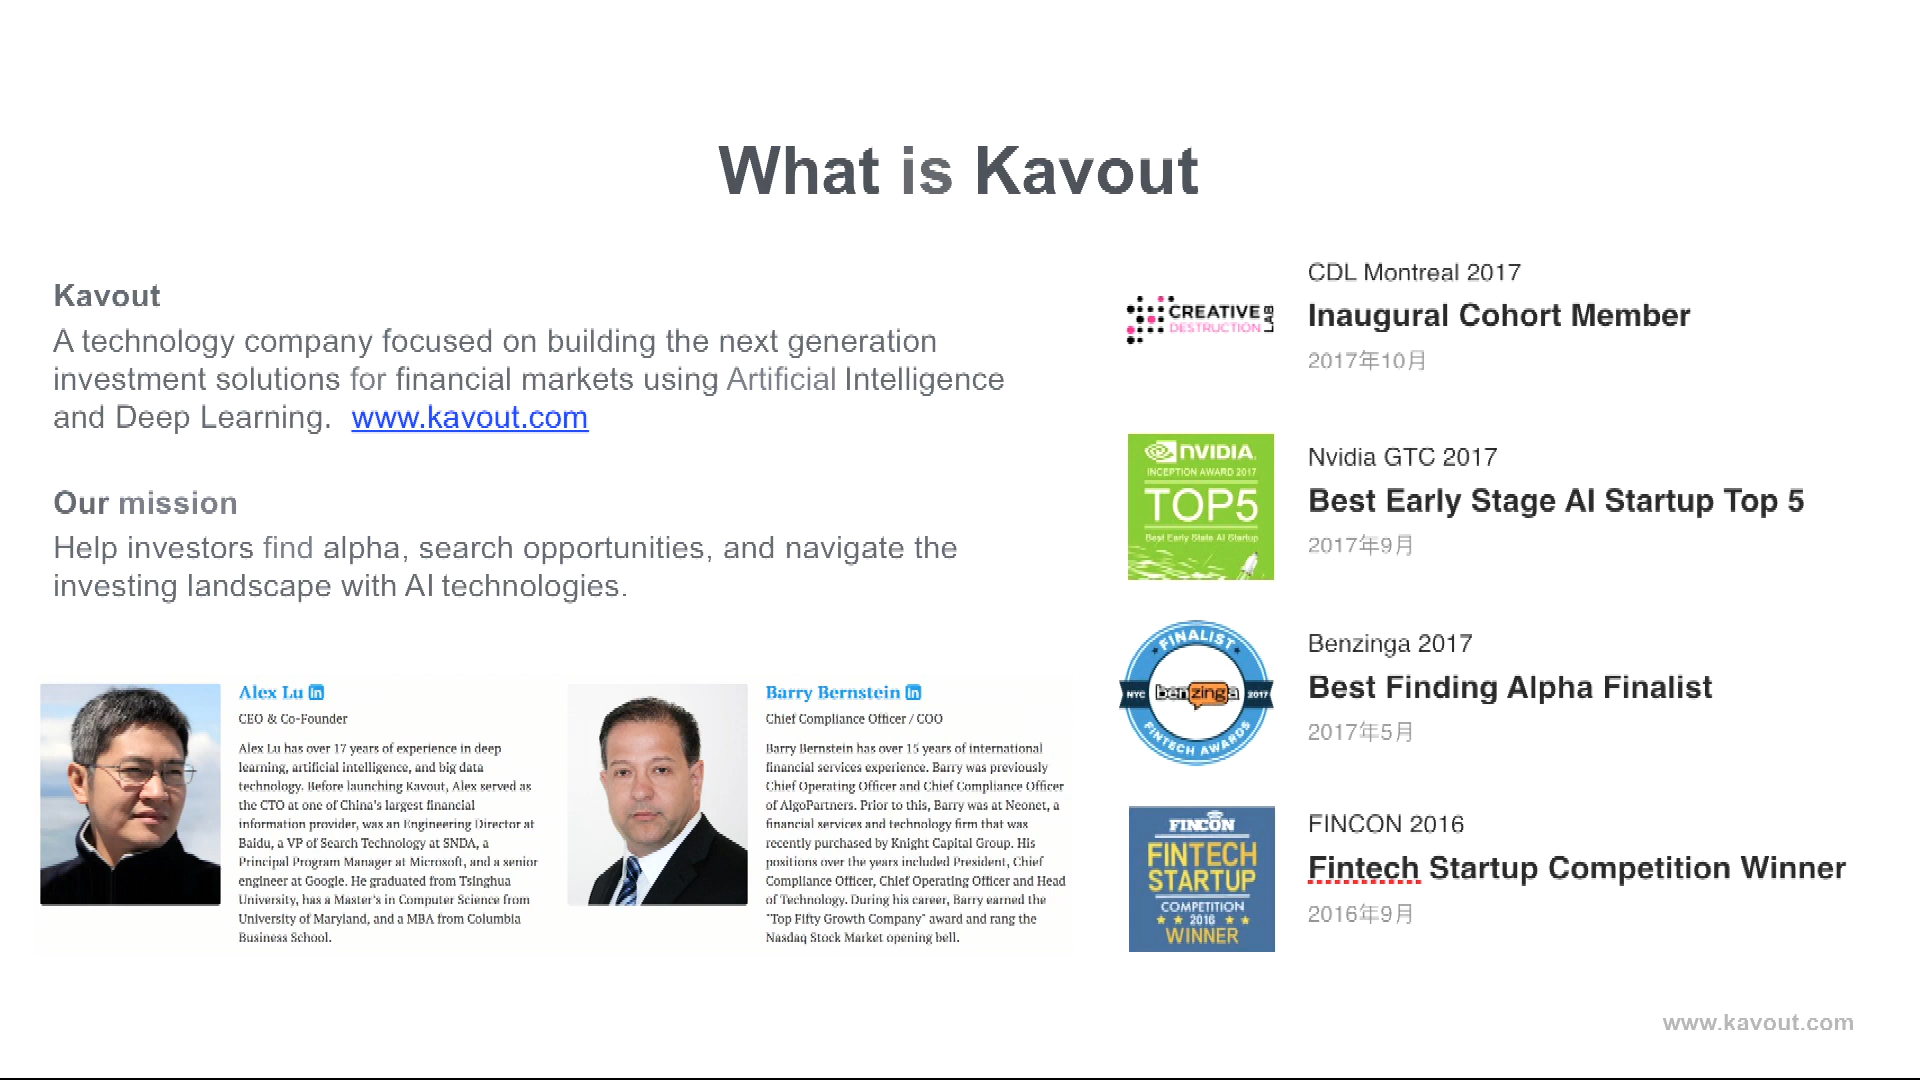 What is Kavout
Kavout
A technology company focused on building the next generation
investment solutions for financial markets using Artificial Intelligence
and Deep Learning. www.kavout.com
Our mission
Help investors find alpha, search opportunities, and navigate the
investing landscape with AI technologies.
Alex Lu in
CEO & Co-Founder
Alex Lu has over 17 years of experience in deep
learning, artificial intelligence, and big data
technology. Before launching Kavout, Alex served as
the CTO at one of China's largest financial
information provider, was an Engineering Director at
Baidu, a VP of Search Technology at SNDA, a
Principal Program Manager at Microsoft, and a senior
engineer at Google. He graduated from Tsinghua
University, has a Master's in Computer Science from
University of Maryland, and a MBA from Columbia
Business School.
Barry Bernstein in
Chief Compliance Officer / COO
Barry Bernstein has over 15 years of international
financial services experience. Barry was previously
Chief Operating Officer and Chief Compliance Officer
of AlgoPartners. Prior to this, Barry was at Neonet, a
financial services and technology firm that was
recently purchased by Knight Capital Group. His
positions over the years included President, Chief
Compliance Officer, Chief Operating Officer and Head
of Technology. During his career, Barry earned the
"Top Fifty Growth Company" award and rang the
Nasdaq Stock Market opening bell.
CREATIVE
DESTRUCTION
LAB
CDL Montreal 2017
Inaugural Cohort Member
2017年10月
NVIDIA.
INCEPTION AWARD 2017
TOP5
Best Early State AI Startup
Nvidia GTC 2017
Best Early Stage AI Startup Top 5
2017年9月
FINALIST
NYC benzinga 2017
FINTECH AWARDS
Benzinga 2017
Best Finding Alpha Finalist
2017年5月
FINCON
FINTECH
STARTUP
COMPETITION
2016
WINNER
FINCON 2016
Fintech Startup Competition Winner
2016年9月
www.kavout.com